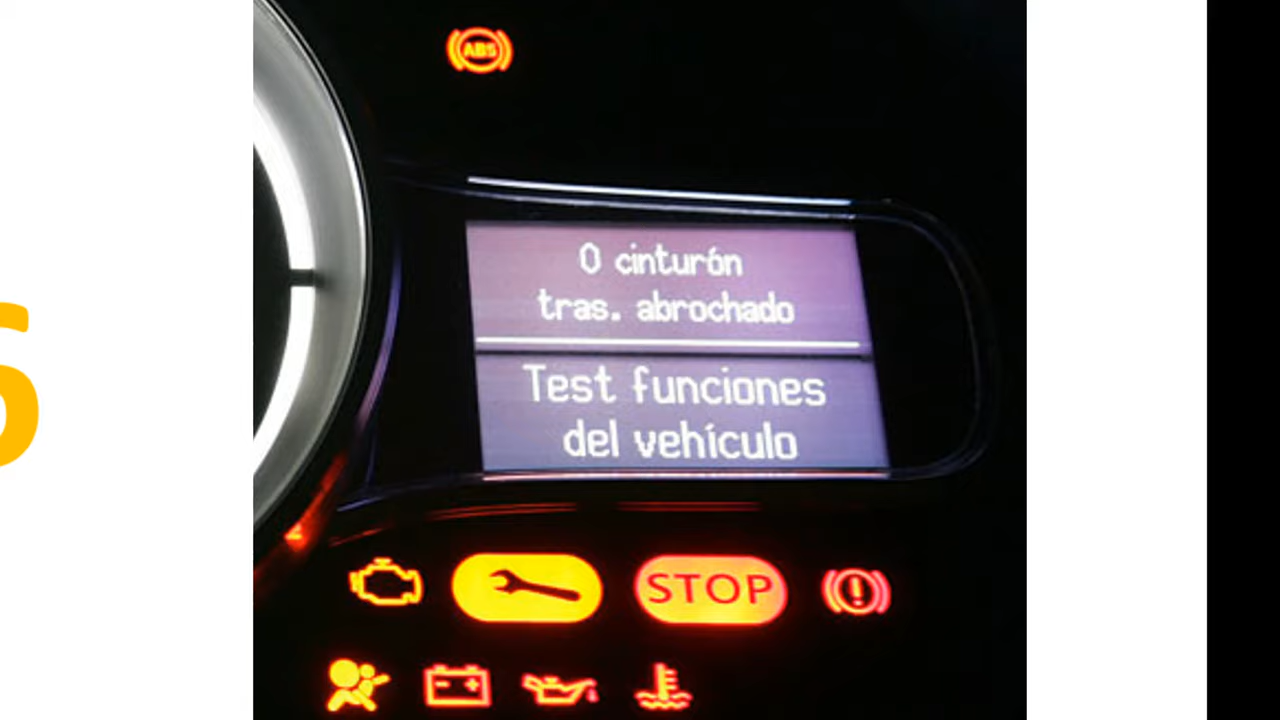 ABS
0 cinturón
tras. abrochado
Test funciones
del vehículo
STOP